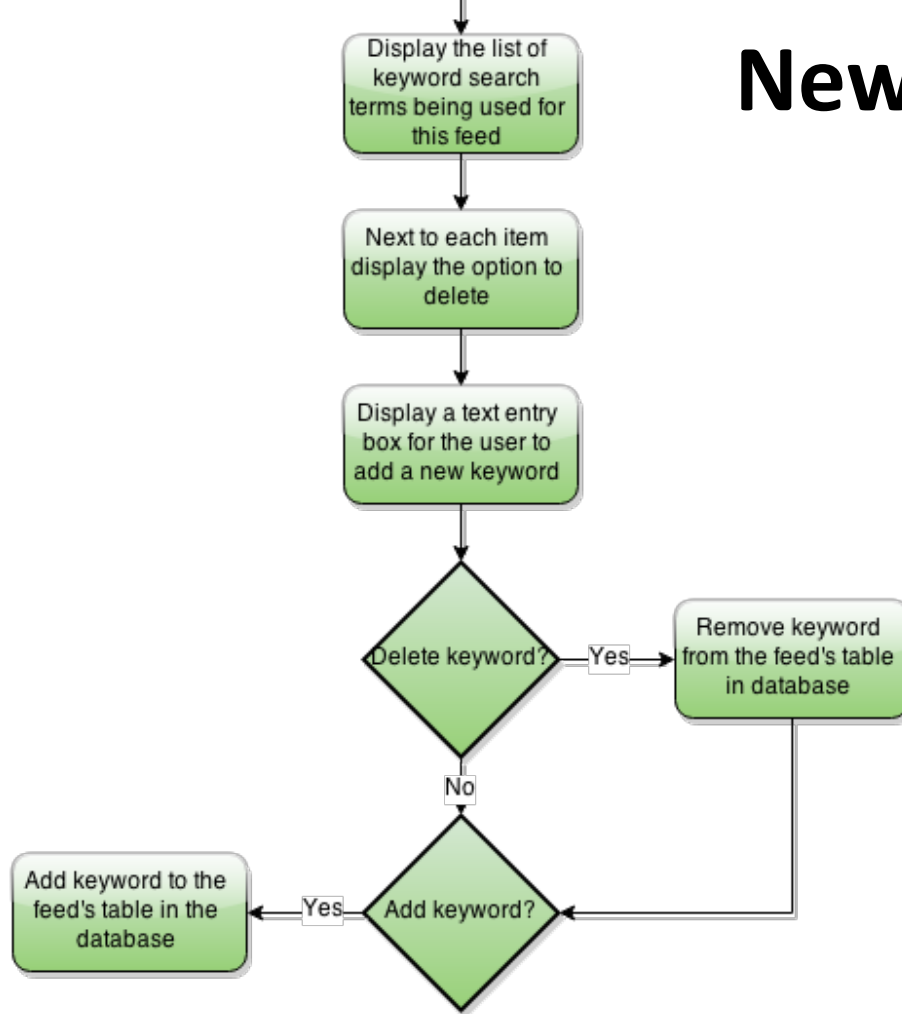 New
Display the list of
keyword search
terms being used for
this feed
Next to each item
display the option to
delete
Display a text entry
box for the user to
add a new keyword
Delete keyword?
Yes
Remove keyword
from the feed's table
in database
No
Add keyword?
Yes
Add keyword to the
feed's table in the
database